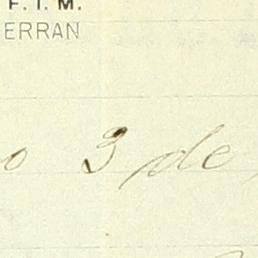 F. I. M.
ERRAN
o 3 de